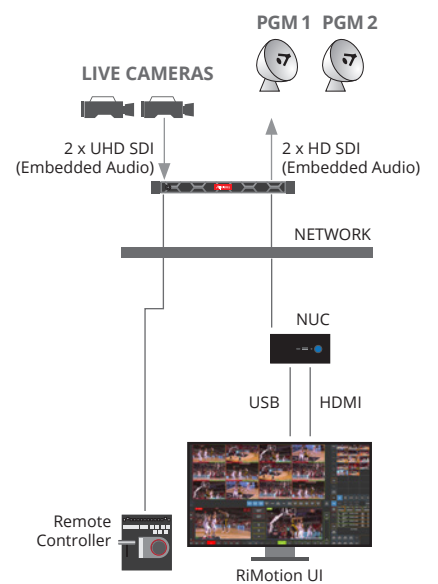 PGM 1 PGM 2
LIVE CAMERAS
2 x UHD SDI
(Embedded Audio)
2 x HD SDI
(Embedded Audio)
NETWORK
NUC
USB
HDMI
Remote
Controller
RiMotion UI